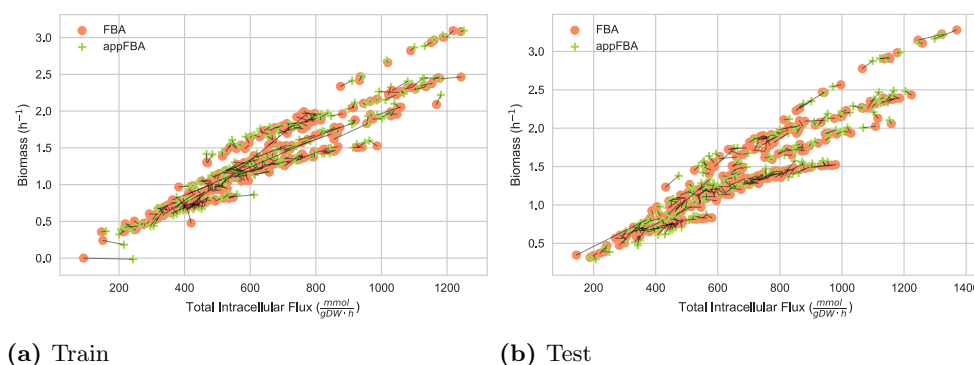 FBA
appFBA
3.0
2.5
2.0
1.5
1.0
0.5
0.0
Biomass (h⁻¹)
200 400 600 800 1000 1200
Total Intracellular Flux (mmol/gDW·h)
(a) Train
FBA
appFBA
3.0
2.5
2.0
1.5
1.0
0.5
Biomass (h⁻¹)
200 400 600 800 1000 1200 1400
Total Intracellular Flux (mmol/gDW·h)
(b) Test